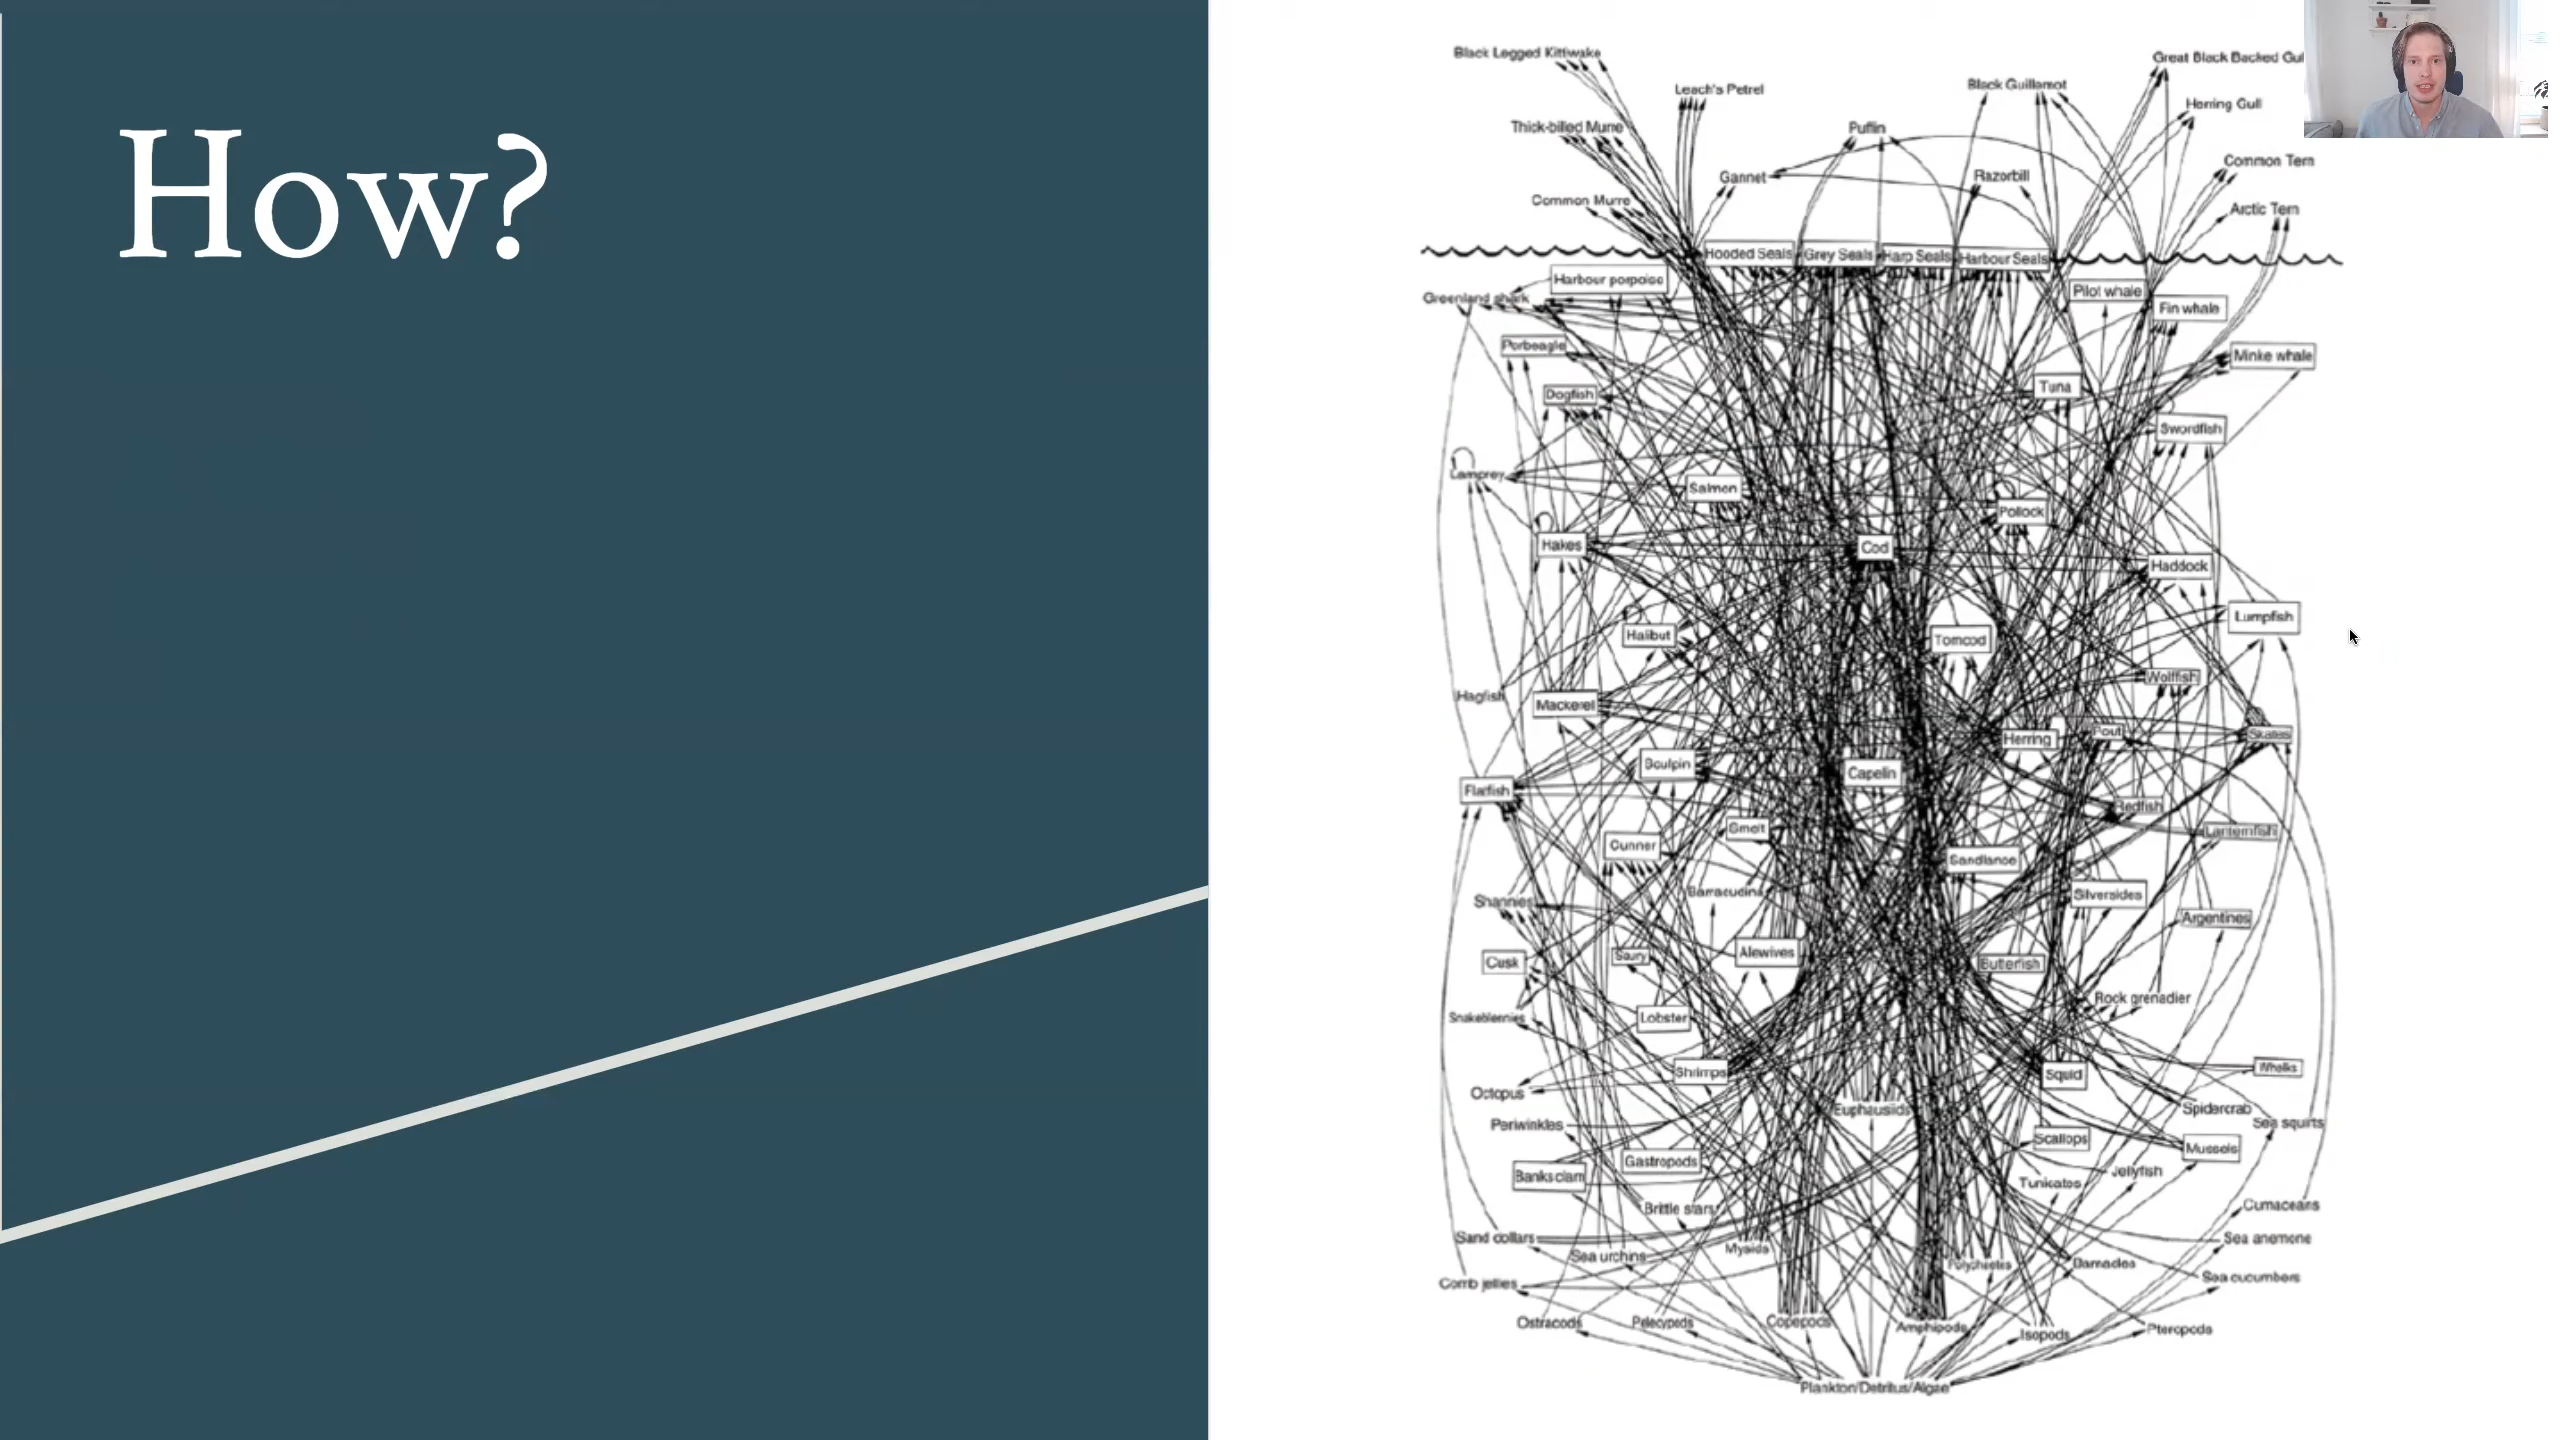 How?
Black Legged Kittiwake
Great Black Backed Gul
Leach's Petrel
Black Guillemot
Herring Gull
Thick-billed Murre
Puffin
Common Tern
Gannet
Razorbill
Common Murre
Arctic Tern
Hooded Seals
Grey Seals
Harp Seals
Harbour Seals
Harbour porpoise
Greenland shark
Pilot whale
Fin whale
Porbeagle
Minke whale
Dogfish
Tuna
Swordfish
Lamprey
Salmon
Pollock
Hakes
Cod
Haddock
Lumpfish
Halibut
Tomcod
Wolffish
Hagfish
Mackerel
Herring
Pout
Skates
Sculpin
Capelin
Flatfish
Redfish
Smelt
Lanternfish
Cunner
Sandlance
Barracudina
Silversides
Shannies
Argentines
Cusk
Saury
Alewives
Butterfish
Rock grenadier
Snakeblennies
Lobster
Shrimps
Squid
Whelks
Octopus
Euphausiids
Spidercrab
Sea squirts
Periwinkles
Scallops
Mussels
Gastropods
Jellyfish
Banks clam
Tunicates
Brittle stars
Cumaceans
Sand collars
Sea urchins
Mysids
Sea anemone
Polychaetes
Barnacles
Comb jellies
Sea cucumbers
Ostracods
Pelecypods
Copepods
Amphipods
Isopods
Pteropods
Plankton/Detritus/Algae